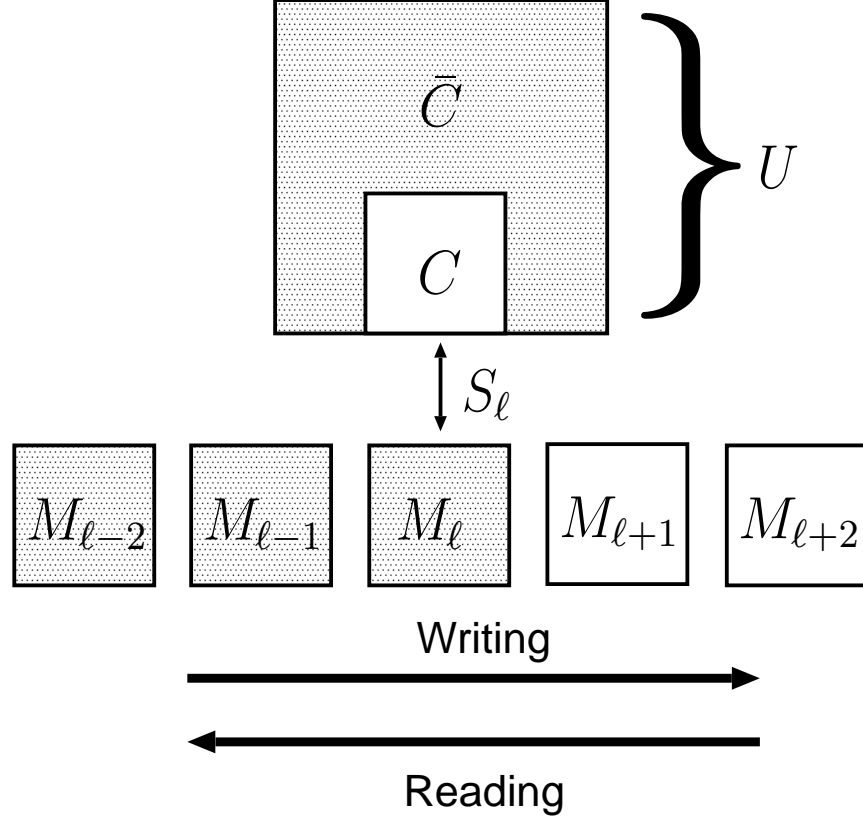 C̄
U
C
S_ℓ
M_{ℓ−2} M_{ℓ−1} M_ℓ M_{ℓ+1} M_{ℓ+2}
Writing
Reading